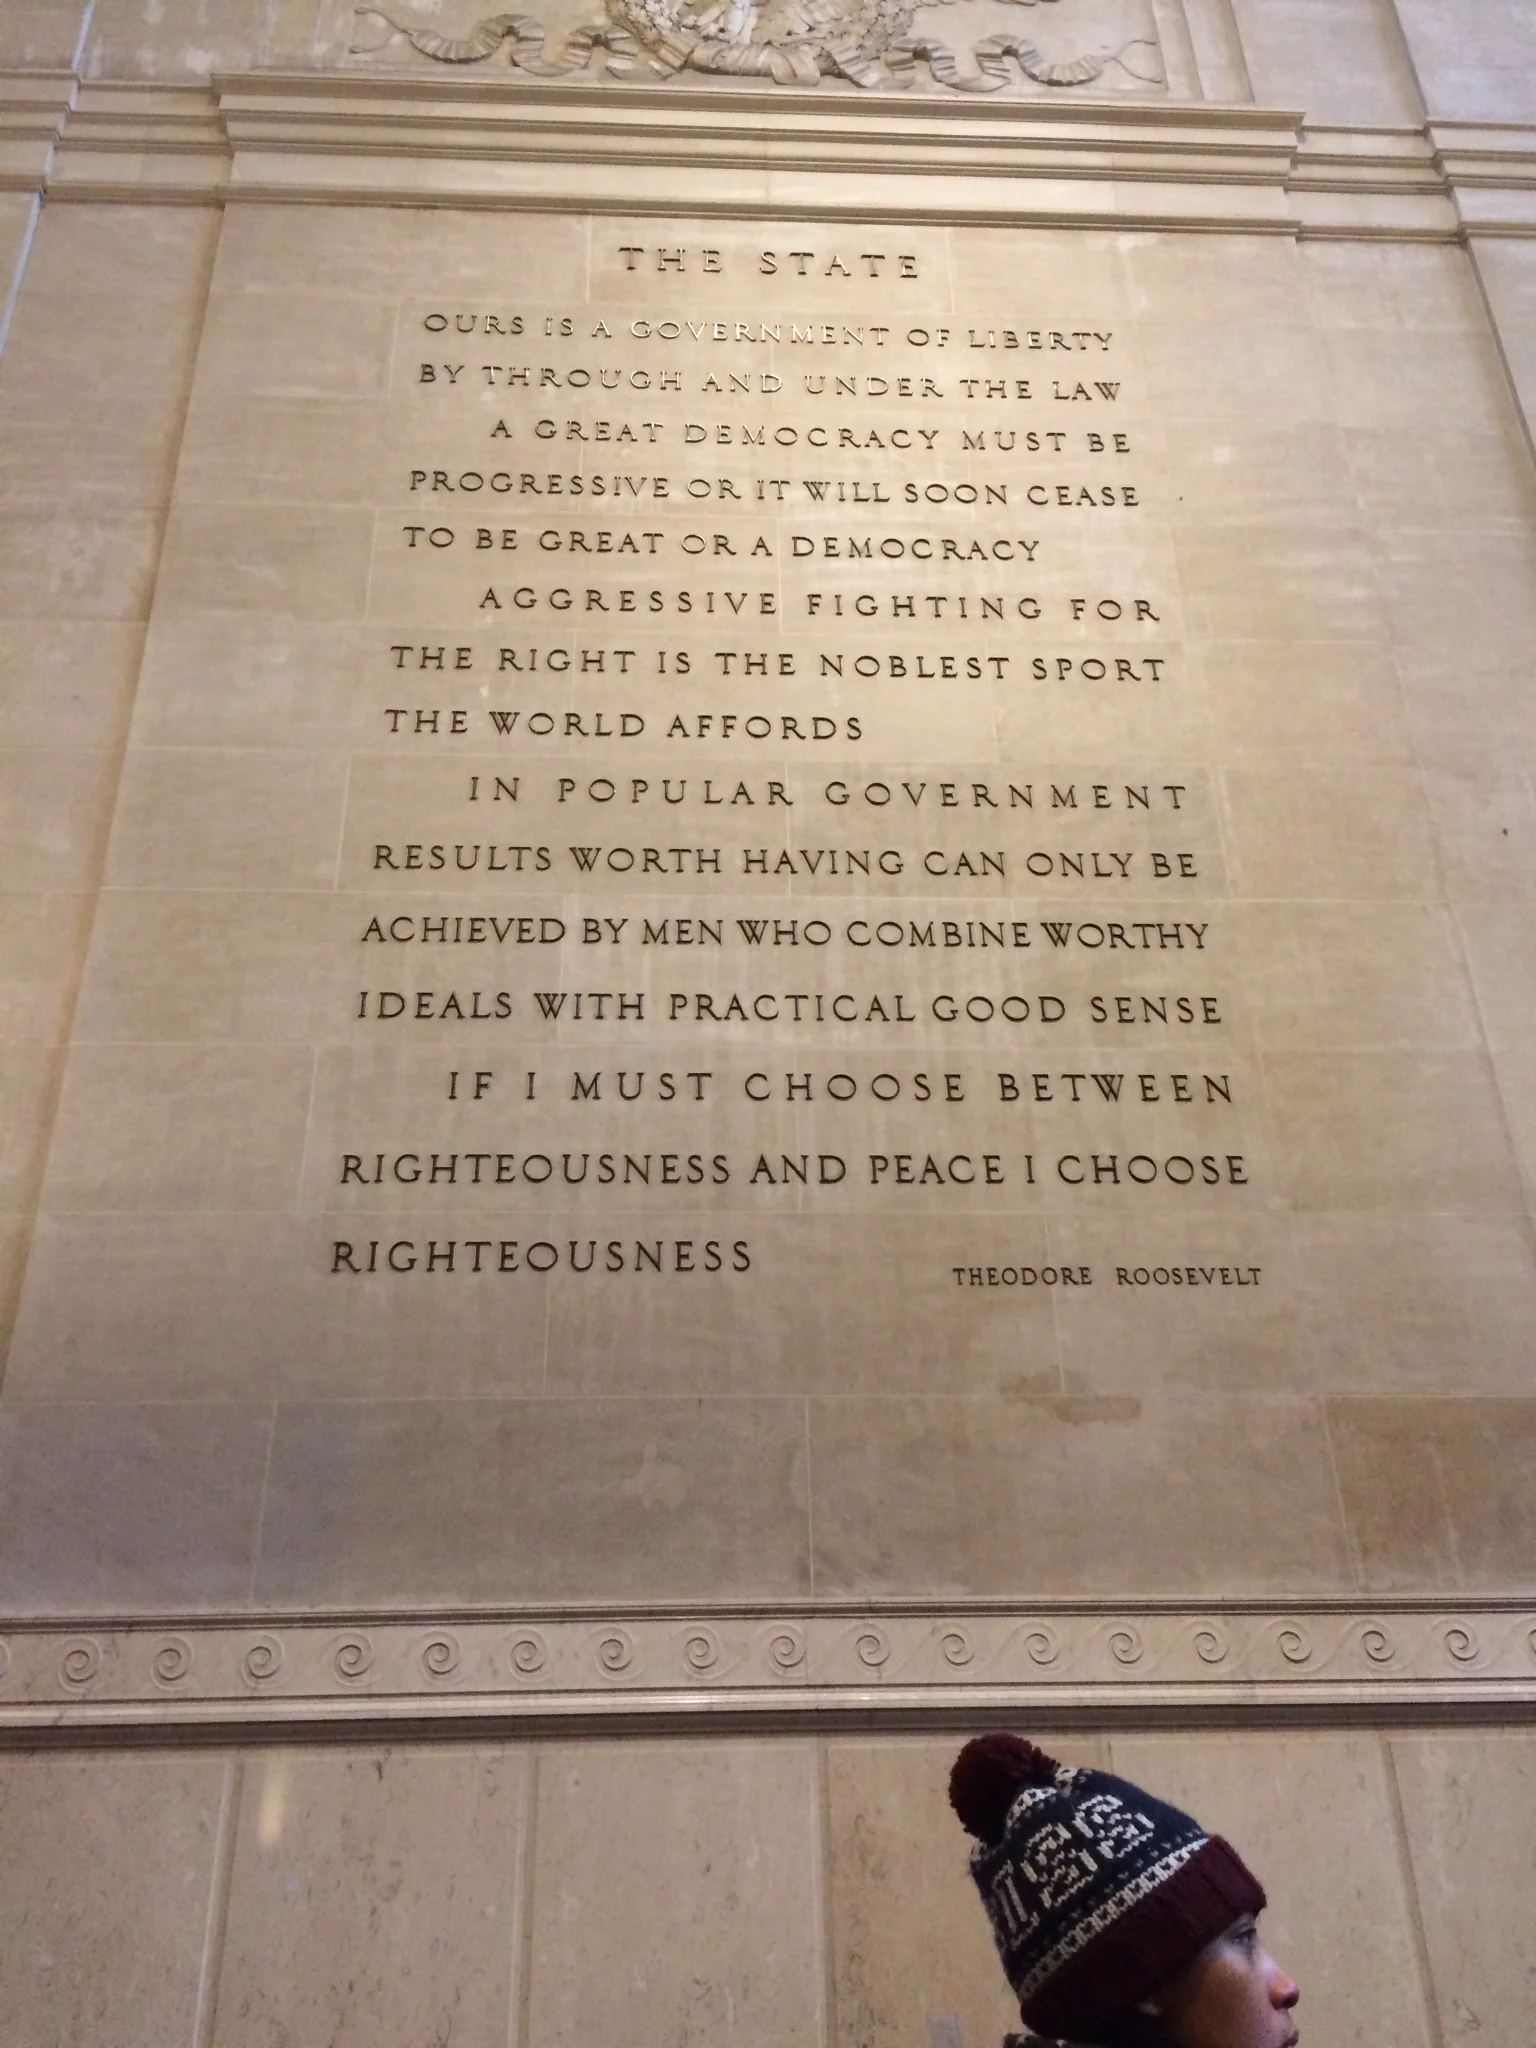 THE STATE
OURS IS A GOVERNMENT OF LIBERTY
BY THROUGH AND UNDER THE LAW
A GREAT DEMOCRACY MUST BE
PROGRESSIVE OR IT WILL SOON CEASE
TO BE GREAT OR A DEMOCRACY
AGGRESSIVE FIGHTING FOR
THE RIGHT IS THE NOBLEST SPORT
THE WORLD AFFORDS
IN POPULAR GOVERNMENT
RESULTS WORTH HAVING CAN ONLY BE
ACHIEVED BY MEN WHO COMBINE WORTHY
IDEALS WITH PRACTICAL GOOD SENSE
IF I MUST CHOOSE BETWEEN
RIGHTEOUSNESS AND PEACE I CHOOSE
RIGHTEOUSNESS
THEODORE ROOSEVELT